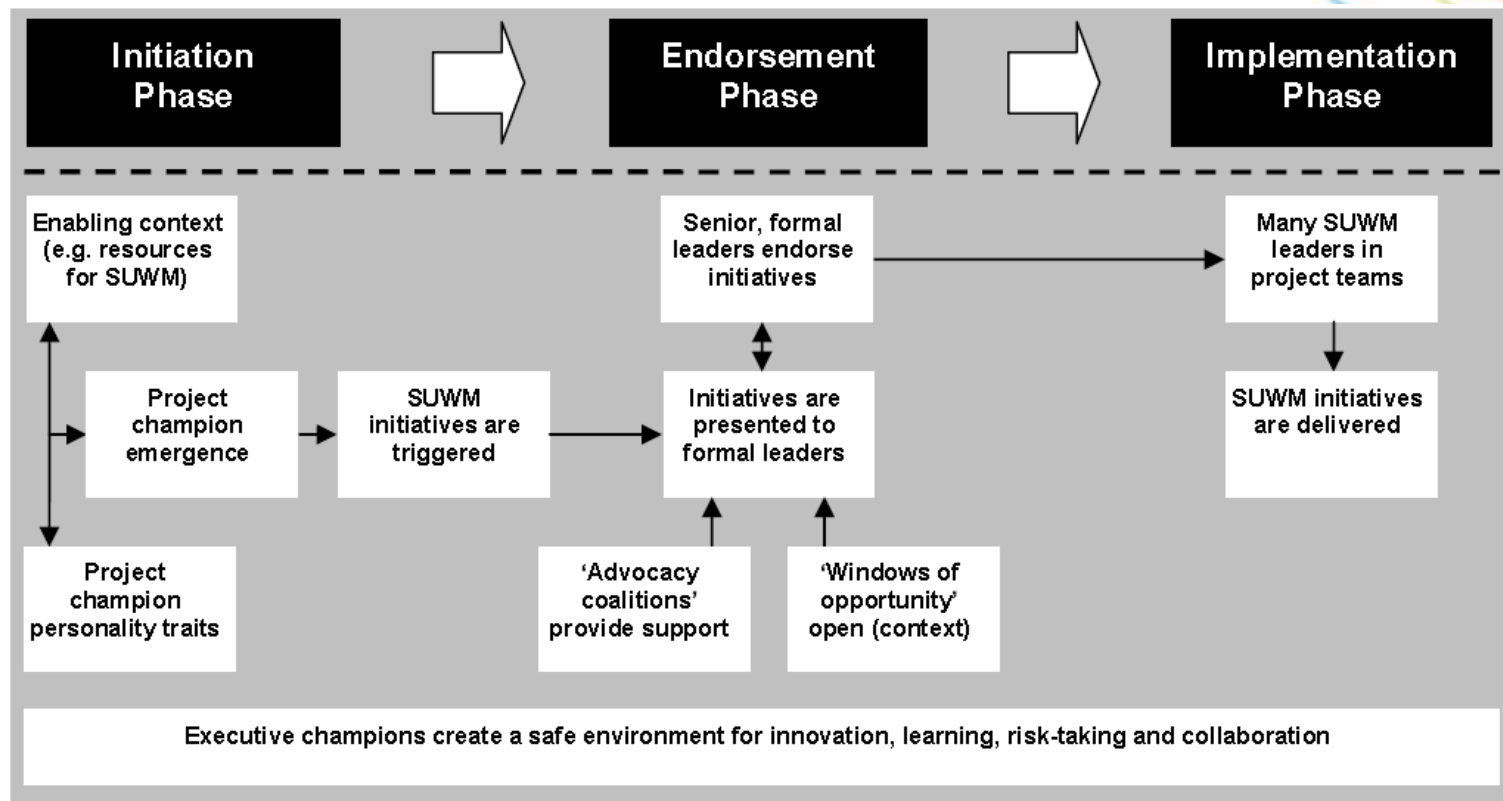 Initiation
Phase
Endorsement
Phase
Implementation
Phase
Enabling context
(e.g. resources
for SUWM)
Senior, formal
leaders endorse
initiatives
Many SUWM
leaders in
project teams
Project
champion
emergence
SUWM
initiatives are
triggered
Initiatives are
presented to
formal leaders
SUWM initiatives
are delivered
Project
champion
personality traits
‘Advocacy
coalitions’
provide support
‘Windows of
opportunity’
open (context)
Executive champions create a safe environment for innovation, learning, risk-taking and collaboration